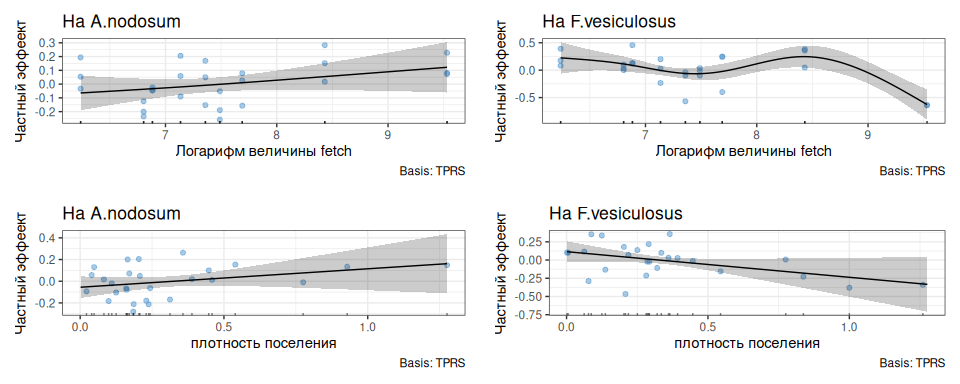 На A.nodosum
Частный эффект
0.3
0.2
0.1
0.0
-0.1
-0.2
7
8
9
Логарифм величины fetch
Basis: TPRS
На F.vesiculosus
Частный эффект
0.5
0.0
-0.5
7
8
9
Логарифм величины fetch
Basis: TPRS
На A.nodosum
Частный эффект
0.4
0.2
0.0
-0.2
0.0
0.5
1.0
плотность поселения
Basis: TPRS
На F.vesiculosus
Частный эффект
0.25
0.00
-0.25
-0.50
-0.75
0.0
0.5
1.0
плотность поселения
Basis: TPRS